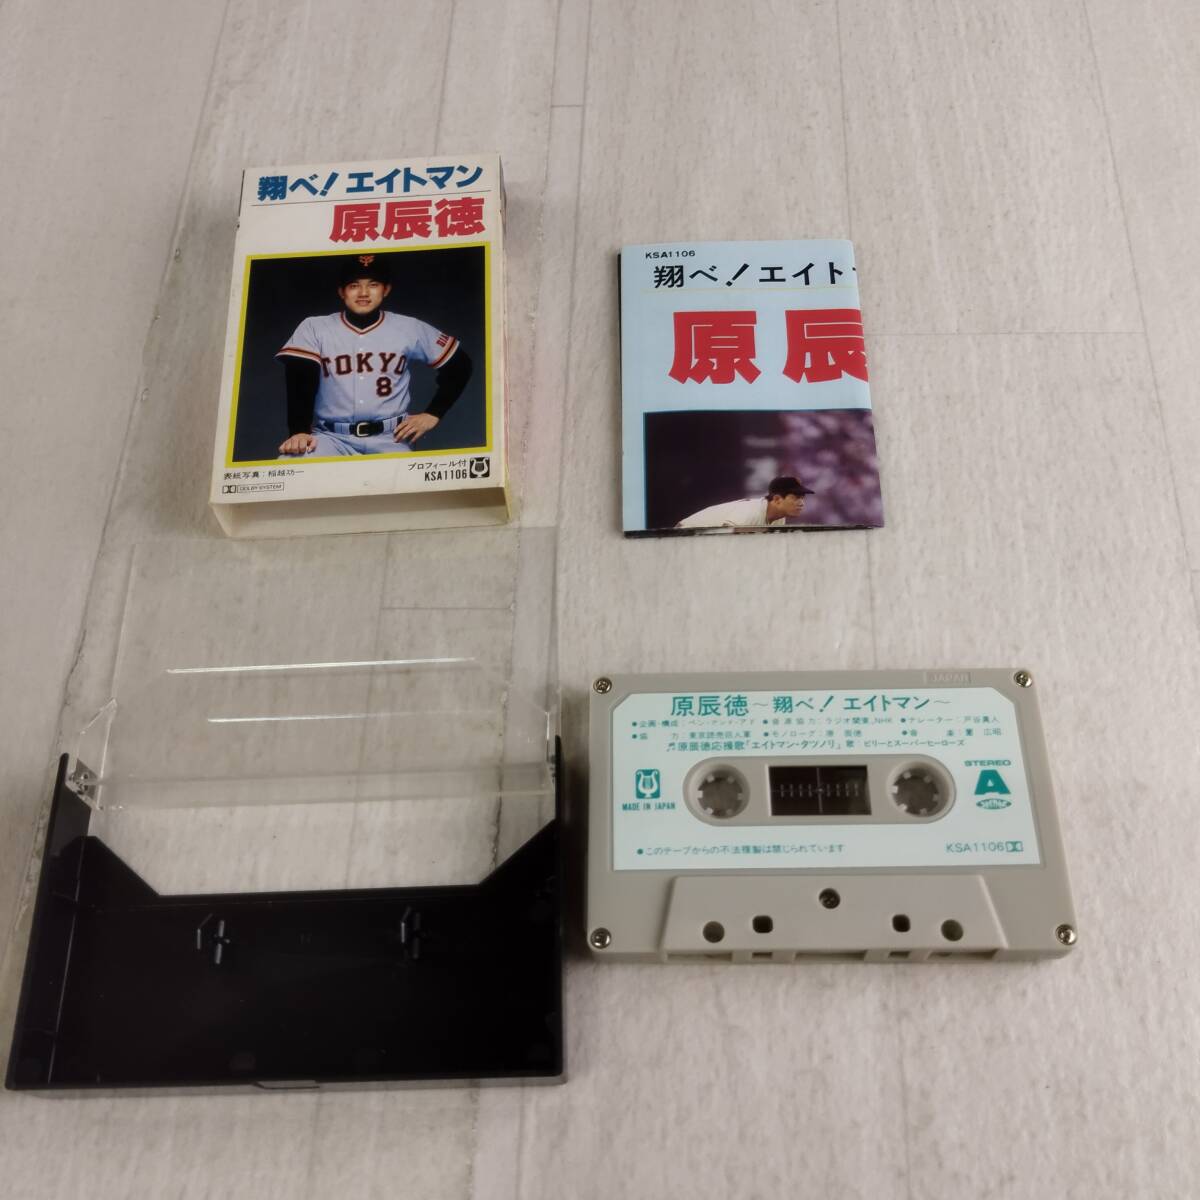 翔べ!エイトマン
原辰徳
TOKYO
8
表紙写真:稲越功一
プロフィール付
KSA1106
DOLBY SYSTEM
KSA1106
翔べ!エイト
原辰
JAPAN
原辰徳~翔べ!エイトマン~
●企画・構成:ペン・アンド・アド ●音源協力:ラジオ関東、NHK ●ナレーター:戸谷真人
●協 力:東京読売巨人軍 ●モノローグ:原 辰徳 ●音 楽: 広昭
♬原辰徳応援歌「エイトマン・タツノリ」歌:ビリーとスーパーヒーローズ
MADE IN JAPAN
STEREO
A
●このテープからの不法複製は禁じられています
KSA1106